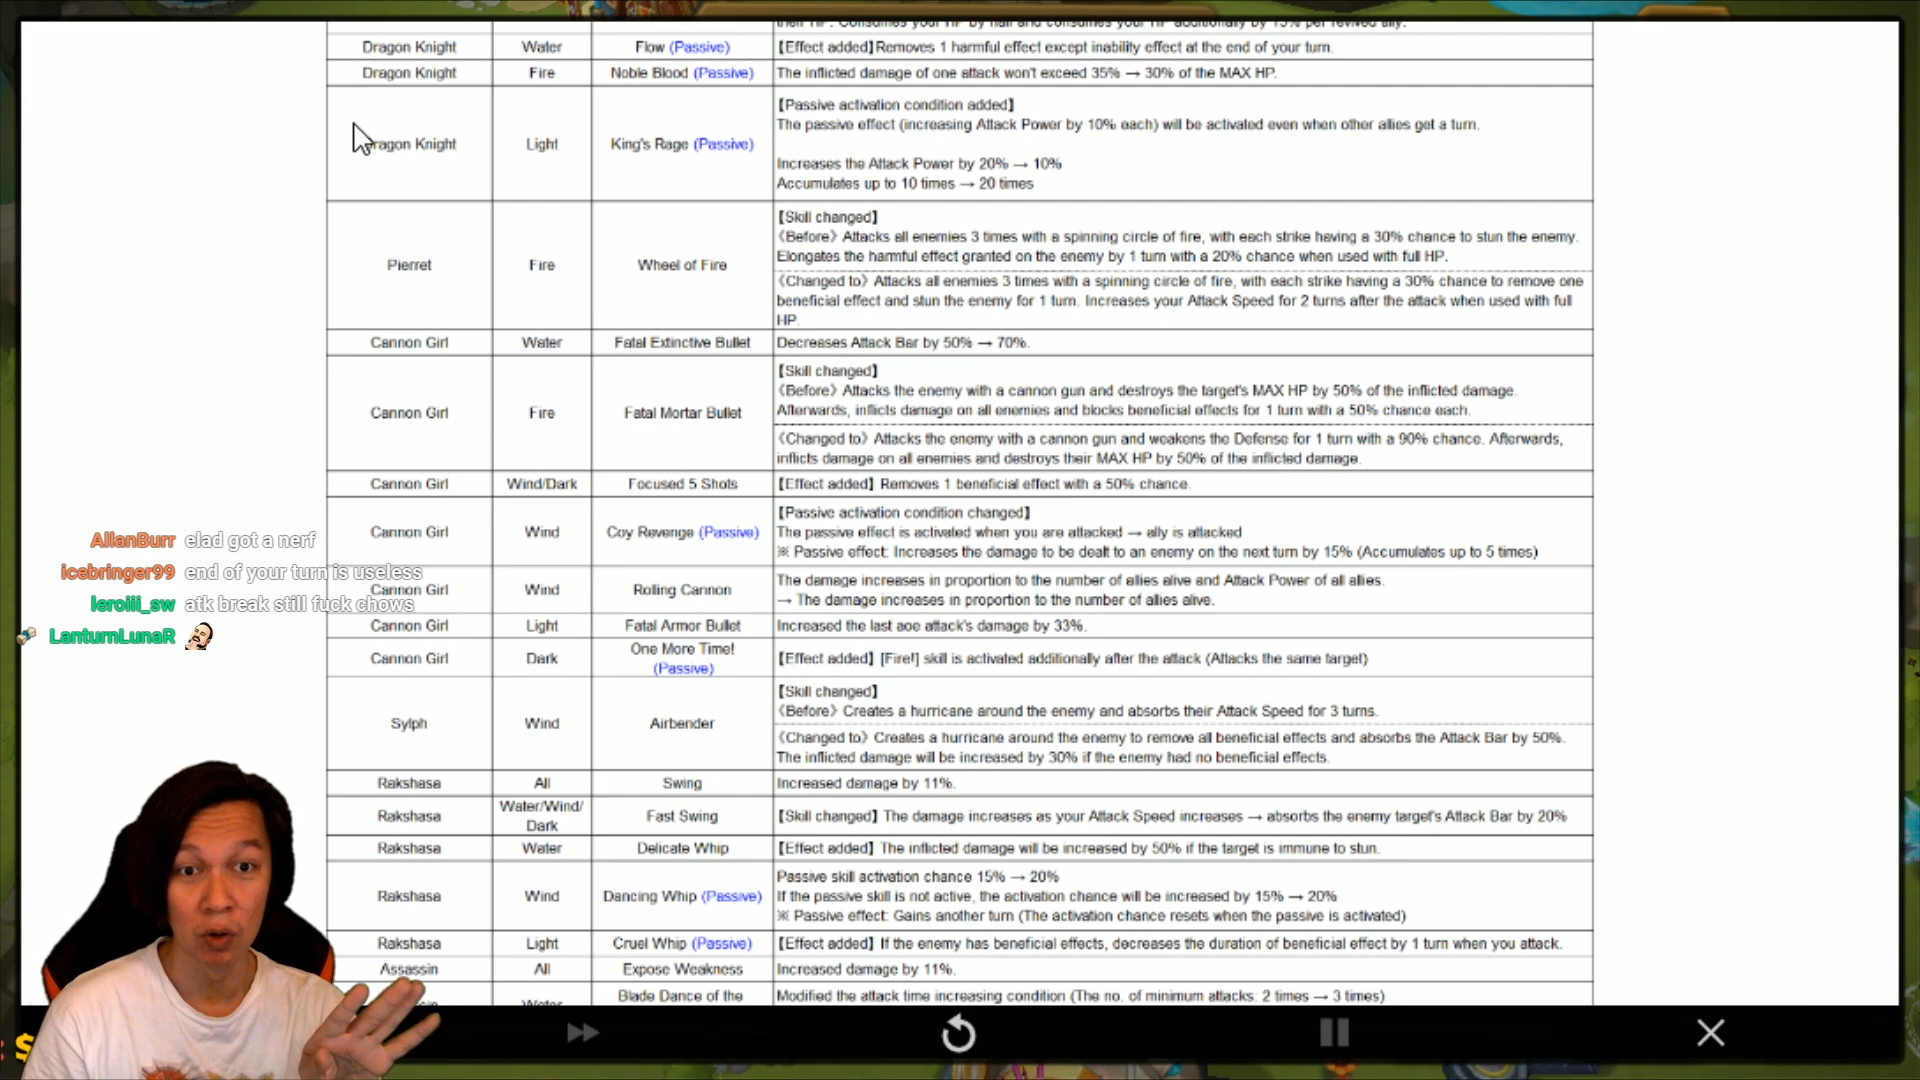 their HP. Consumes your HP by half and consumes your HP additionally by 15% per revived ally.
Dragon Knight Water Flow (Passive) 【Effect added】Removes 1 harmful effect except inability effect at the end of your turn.
Dragon Knight Fire Noble Blood (Passive) The inflicted damage of one attack won't exceed 35% → 30% of the MAX HP.
【Passive activation condition added】
The passive effect (increasing Attack Power by 10% each) will be activated even when other allies get a turn.
ragon Knight Light King's Rage (Passive)
Increases the Attack Power by 20% → 10%
Accumulates up to 10 times → 20 times
【Skill changed】
《Before》Attacks all enemies 3 times with a spinning circle of fire, with each strike having a 30% chance to stun the enemy.
Elongates the harmful effect granted on the enemy by 1 turn with a 20% chance when used with full HP.
Pierret Fire Wheel of Fire
《Changed to》Attacks all enemies 3 times with a spinning circle of fire, with each strike having a 30% chance to remove one
beneficial effect and stun the enemy for 1 turn. Increases your Attack Speed for 2 turns after the attack when used with full
HP.
Cannon Girl Water Fatal Extinctive Bullet Decreases Attack Bar by 50% → 70%.
【Skill changed】
《Before》Attacks the enemy with a cannon gun and destroys the target's MAX HP by 50% of the inflicted damage.
Afterwards, inflicts damage on all enemies and blocks beneficial effects for 1 turn with a 50% chance each.
Cannon Girl Fire Fatal Mortar Bullet
《Changed to》Attacks the enemy with a cannon gun and weakens the Defense for 1 turn with a 90% chance. Afterwards,
inflicts damage on all enemies and destroys their MAX HP by 50% of the inflicted damage.
Cannon Girl Wind/Dark Focused 5 Shots 【Effect added】Removes 1 beneficial effect with a 50% chance.
【Passive activation condition changed】
Cannon Girl Wind Coy Revenge (Passive) The passive effect is activated when you are attacked → ally is attacked
※ Passive effect: Increases the damage to be dealt to an enemy on the next turn by 15% (Accumulates up to 5 times)
The damage increases in proportion to the number of allies alive and Attack Power of all allies.
Cannon Girl Wind Rolling Cannon
→ The damage increases in proportion to the number of allies alive.
Cannon Girl Light Fatal Armor Bullet Increased the last aoe attack's damage by 33%.
Cannon Girl Dark One More Time!
(Passive) 【Effect added】[Fire!] skill is activated additionally after the attack (Attacks the same target)
【Skill changed】
《Before》Creates a hurricane around the enemy and absorbs their Attack Speed for 3 turns.
Sylph Wind Airbender
《Changed to》Creates a hurricane around the enemy to remove all beneficial effects and absorbs the Attack Bar by 50%.
The inflicted damage will be increased by 30% if the enemy had no beneficial effects.
Rakshasa All Swing Increased damage by 11%.
Rakshasa Water/Wind/
Dark Fast Swing 【Skill changed】The damage increases as your Attack Speed increases → absorbs the enemy target's Attack Bar by 20%
Rakshasa Water Delicate Whip 【Effect added】The inflicted damage will be increased by 50% if the target is immune to stun.
Passive skill activation chance 15% → 20%
Rakshasa Wind Dancing Whip (Passive) If the passive skill is not active, the activation chance will be increased by 15% → 20%
※ Passive effect: Gains another turn (The activation chance resets when the passive is activated)
Rakshasa Light Cruel Whip (Passive) 【Effect added】If the enemy has beneficial effects, decreases the duration of beneficial effect by 1 turn when you attack.
Assassin All Expose Weakness Increased damage by 11%.
Water Blade Dance of the Modified the attack time increasing condition (The no. of minimum attacks: 2 times → 3 times)
AllanBurr elad got a nerf
icebringer99 end of your turn is useless
leroiii_sw atk break still fuck chows
LanturnLunaR